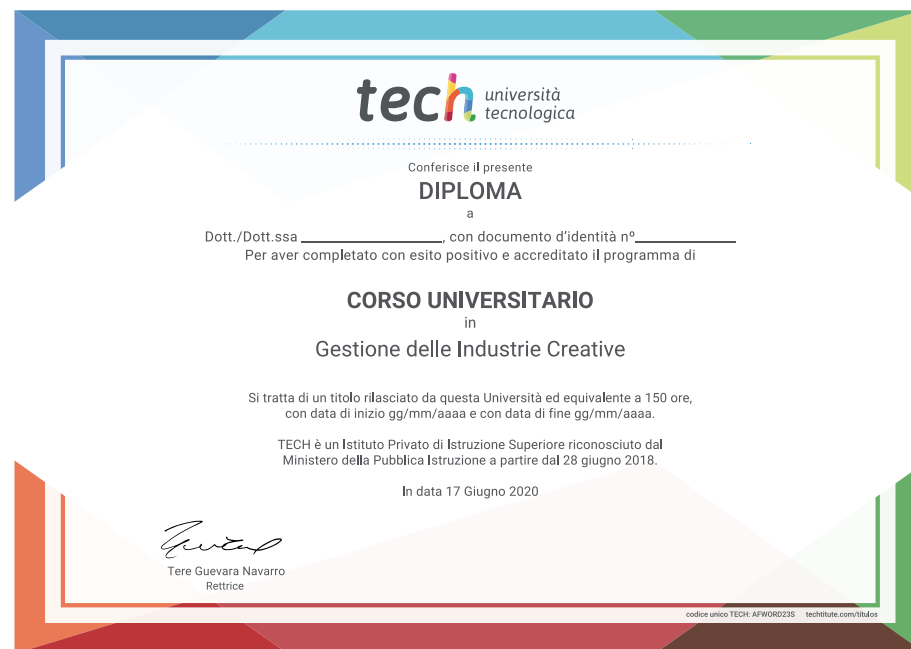 tech università
tecnologica
Conferisce il presente
DIPLOMA
a
Dott./Dott.ssa ____________________, con documento d'identità nº______________
Per aver completato con esito positivo e accreditato il programma di
CORSO UNIVERSITARIO
in
Gestione delle Industrie Creative
Si tratta di un titolo rilasciato da questa Università ed equivalente a 150 ore,
con data di inizio gg/mm/aaaa e con data di fine gg/mm/aaaa.
TECH è un Istituto Privato di Istruzione Superiore riconosciuto dal
Ministero della Pubblica Istruzione a partire dal 28 giugno 2018.
In data 17 Giugno 2020
Tere Guevara Navarro
Rettrice
codice unico TECH: AFWORD23S techtitute.com/titulos